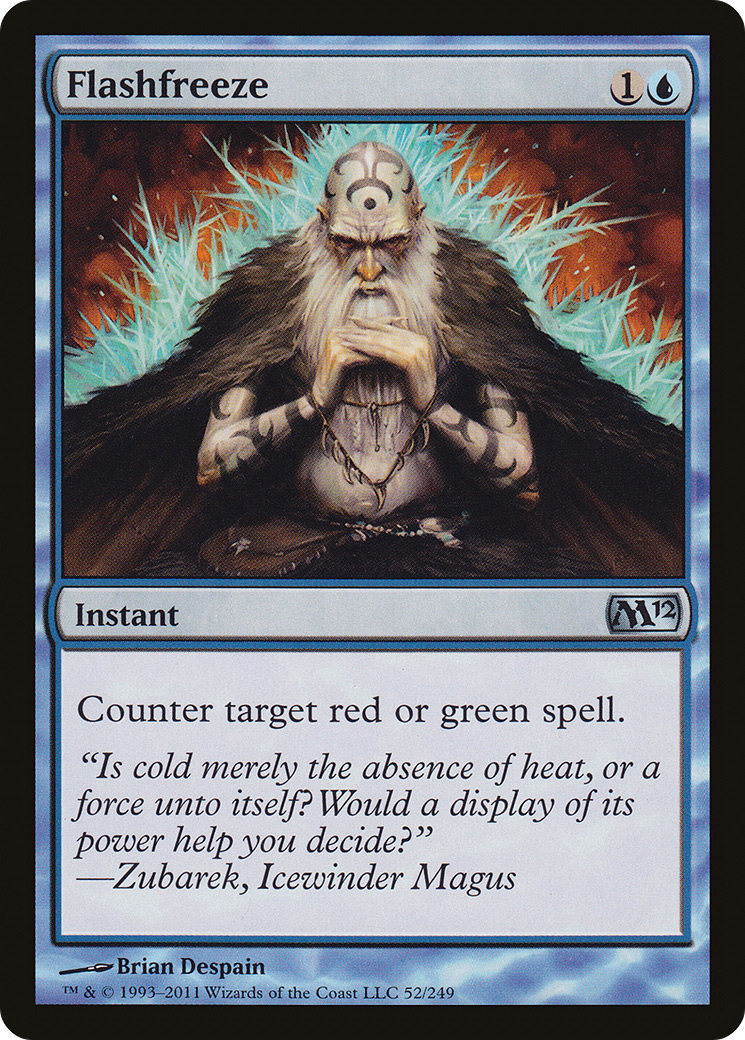 Flashfreeze 1
Instant M12
Counter target red or green spell.
“Is cold merely the absence of heat, or a
force unto itself? Would a display of its
power help you decide?”
—Zubarek, Icewinder Magus
Brian Despain
™ & © 1993–2011 Wizards of the Coast LLC 52/249